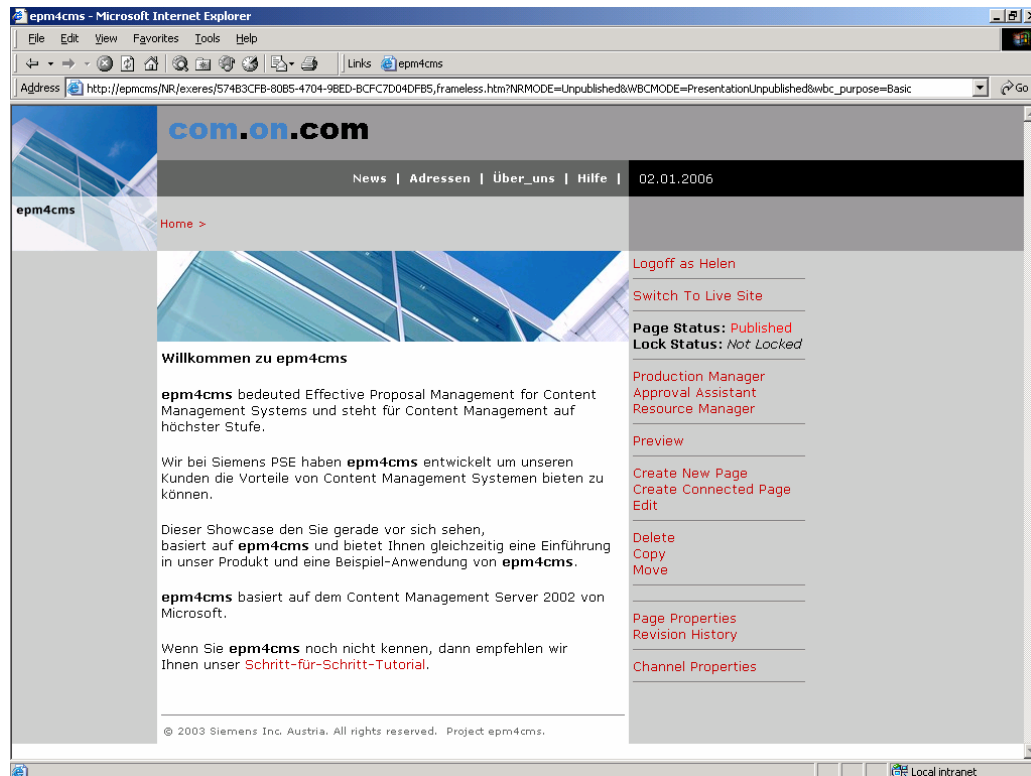 epm4cms - Microsoft Internet Explorer
File Edit View Favorites Tools Help
Links epm4cms
Address http://epmcms/NR/exeres/574B3CFB-80B5-4704-9BED-BCFC7D04DFB5,frameless.htm?NRMODE=Unpublished&WBCMODE=PresentationUnpublished&wbc_purpose=Basic Go
com.on.com
News | Adressen | Über_uns | Hilfe | 02.01.2006
epm4cms
Home >
Logoff as Helen
Switch To Live Site
Page Status: Published
Lock Status: Not Locked
Production Manager
Approval Assistant
Resource Manager
Preview
Create New Page
Create Connected Page
Edit
Delete
Copy
Move
Page Properties
Revision History
Channel Properties
Willkommen zu epm4cms
epm4cms bedeuted Effective Proposal Management for Content
Management Systems und steht für Content Management auf
höchster Stufe.
Wir bei Siemens PSE haben epm4cms entwickelt um unseren
Kunden die Vorteile von Content Management Systemen bieten zu
können.
Dieser Showcase den Sie gerade vor sich sehen,
basiert auf epm4cms und bietet Ihnen gleichzeitig eine Einführung
in unser Produkt und eine Beispiel-Anwendung von epm4cms.
epm4cms basiert auf dem Content Management Server 2002 von
Microsoft.
Wenn Sie epm4cms noch nicht kennen, dann empfehlen wir
Ihnen unser Schritt-für-Schritt-Tutorial.
© 2003 Siemens Inc. Austria. All rights reserved. Project epm4cms.
Local intranet